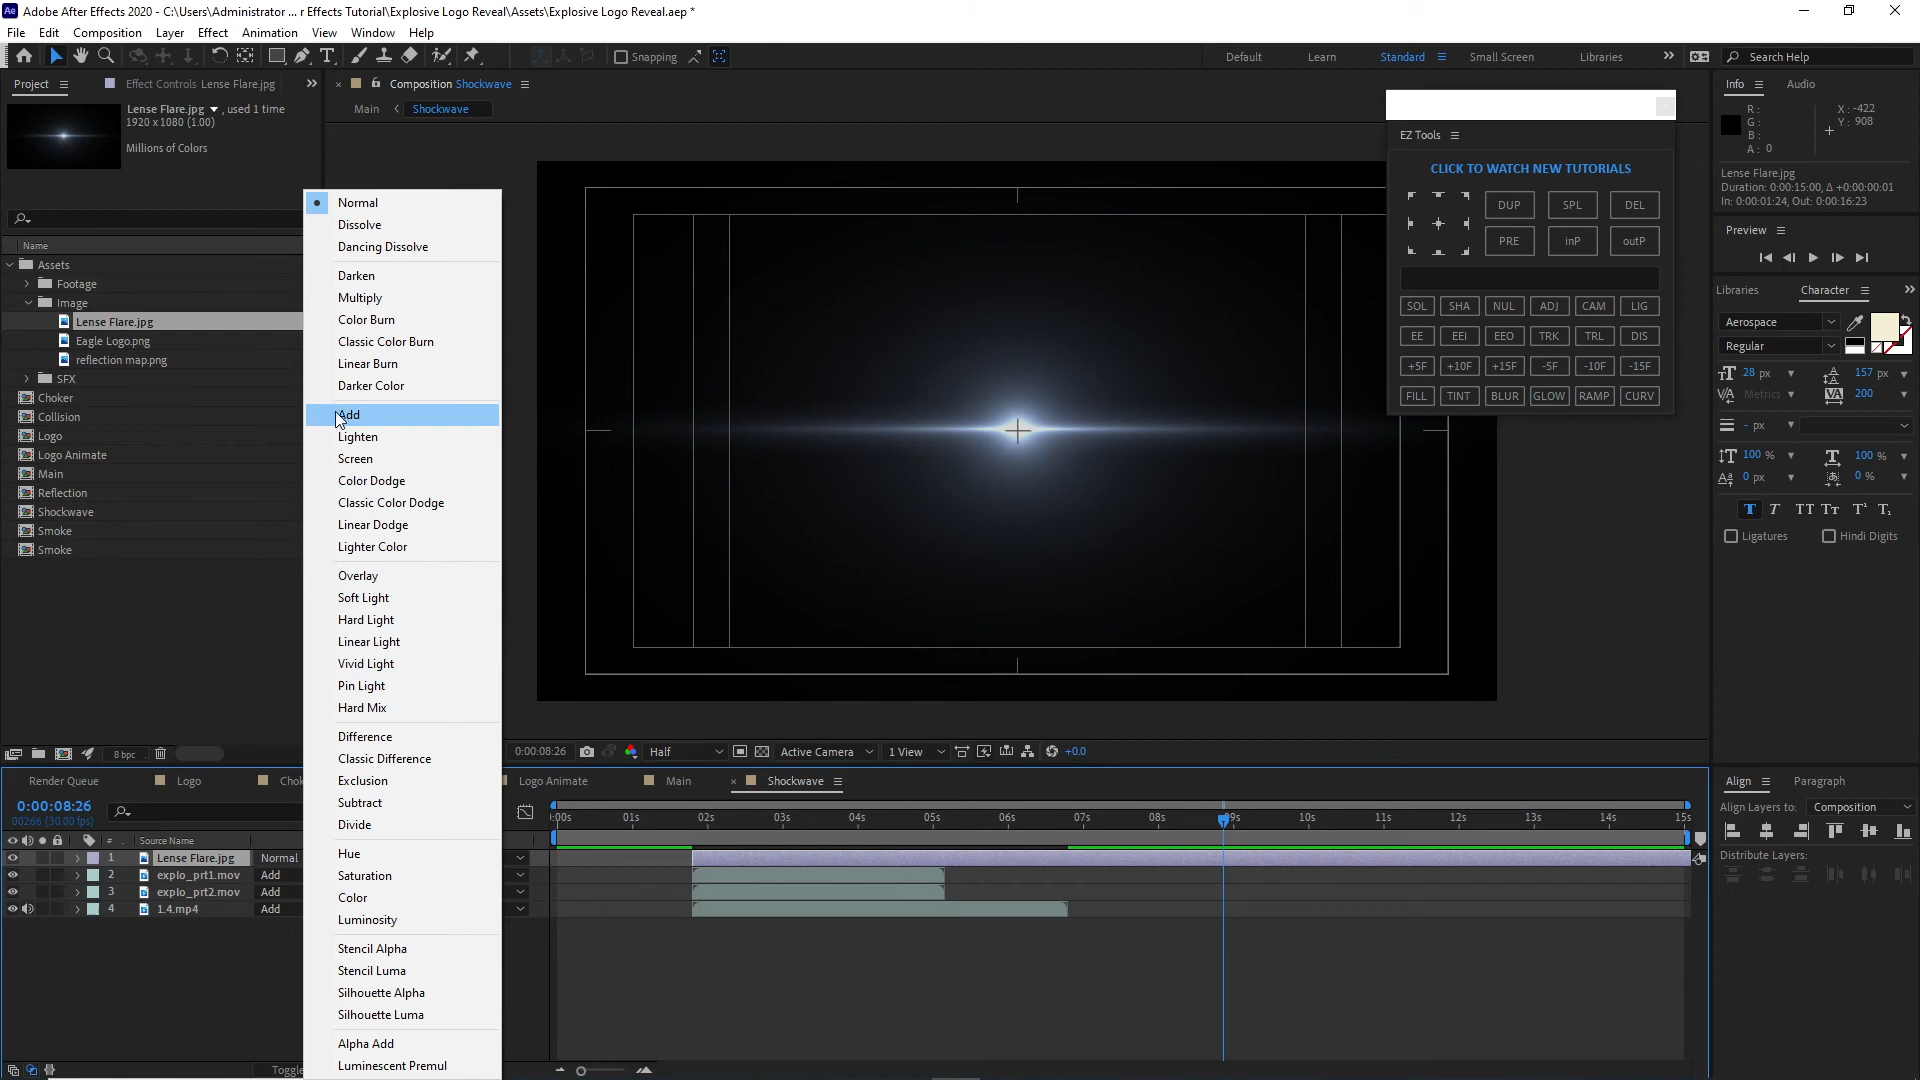 Adobe After Effects 2020 - C:\Users\Administrator ... r Effects Tutorial\Explosive Logo Reveal\Assets\Explosive Logo Reveal.aep *
File Edit Composition Layer Effect Animation View Window Help
Snapping Default Learn Standard Small Screen Libraries Search Help
Project Effect Controls Lense Flare.jpg Composition Shockwave Info Audio
Main Shockwave
Lense Flare.jpg , used 1 time
1920 x 1080 (1.00)
Millions of Colors
R :
G :
B :
A : 0
X : -422
Y : 908
Lense Flare.jpg
Duration: 0:00:15:00, Δ +0:00:00:01
In: 0:00:01:24, Out: 0:00:16:23
Preview
EZ Tools
CLICK TO WATCH NEW TUTORIALS
DUP SPL DEL
PRE inP outP
SOL SHA NUL ADJ CAM LIG
EE EEI EEO TRK TRL DIS
+5F +10F +15F -5F -10F -15F
FILL TINT BLUR GLOW RAMP CURV
Name
Assets
Footage
Image
Lense Flare.jpg
Eagle Logo.png
reflection map.png
SFX
Choker
Collision
Logo
Logo Animate
Main
Reflection
Shockwave
Smoke
Smoke
8 bpc
Normal
Dissolve
Dancing Dissolve
Darken
Multiply
Color Burn
Classic Color Burn
Linear Burn
Darker Color
Add
Lighten
Screen
Color Dodge
Classic Color Dodge
Linear Dodge
Lighter Color
Overlay
Soft Light
Hard Light
Linear Light
Vivid Light
Pin Light
Hard Mix
Difference
Classic Difference
Exclusion
Subtract
Divide
Hue
Saturation
Color
Luminosity
Stencil Alpha
Stencil Luma
Silhouette Alpha
Silhouette Luma
Alpha Add
Luminescent Premul
Libraries Character
Aerospace
Regular
28 px 157 px
Metrics 200
- px
100 % 100 %
0 px 0 %
T T TT Tr T¹ T₁
Ligatures Hindi Digits
0:00:08:26 Half Active Camera 1 View +0.0
Render Queue Logo Chok Logo Animate Main Shockwave
0:00:08:26
00266 (30.00 fps)
:00s 01s 02s 03s 04s 05s 06s 07s 08s 09s 10s 11s 12s 13s 14s 15s
# Source Name
1 Lense Flare.jpg Normal
2 explo_prt1.mov Add
3 explo_prt2.mov Add
4 1.4.mp4 Add
Toggle
Align Paragraph
Align Layers to: Composition
Distribute Layers: